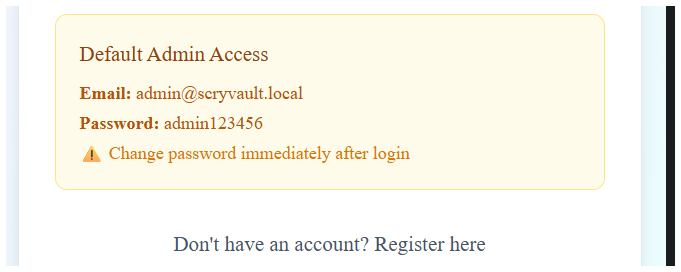 Default Admin Access
Email: admin@scryvault.local
Password: admin123456
⚠ Change password immediately after login
Don't have an account? Register here